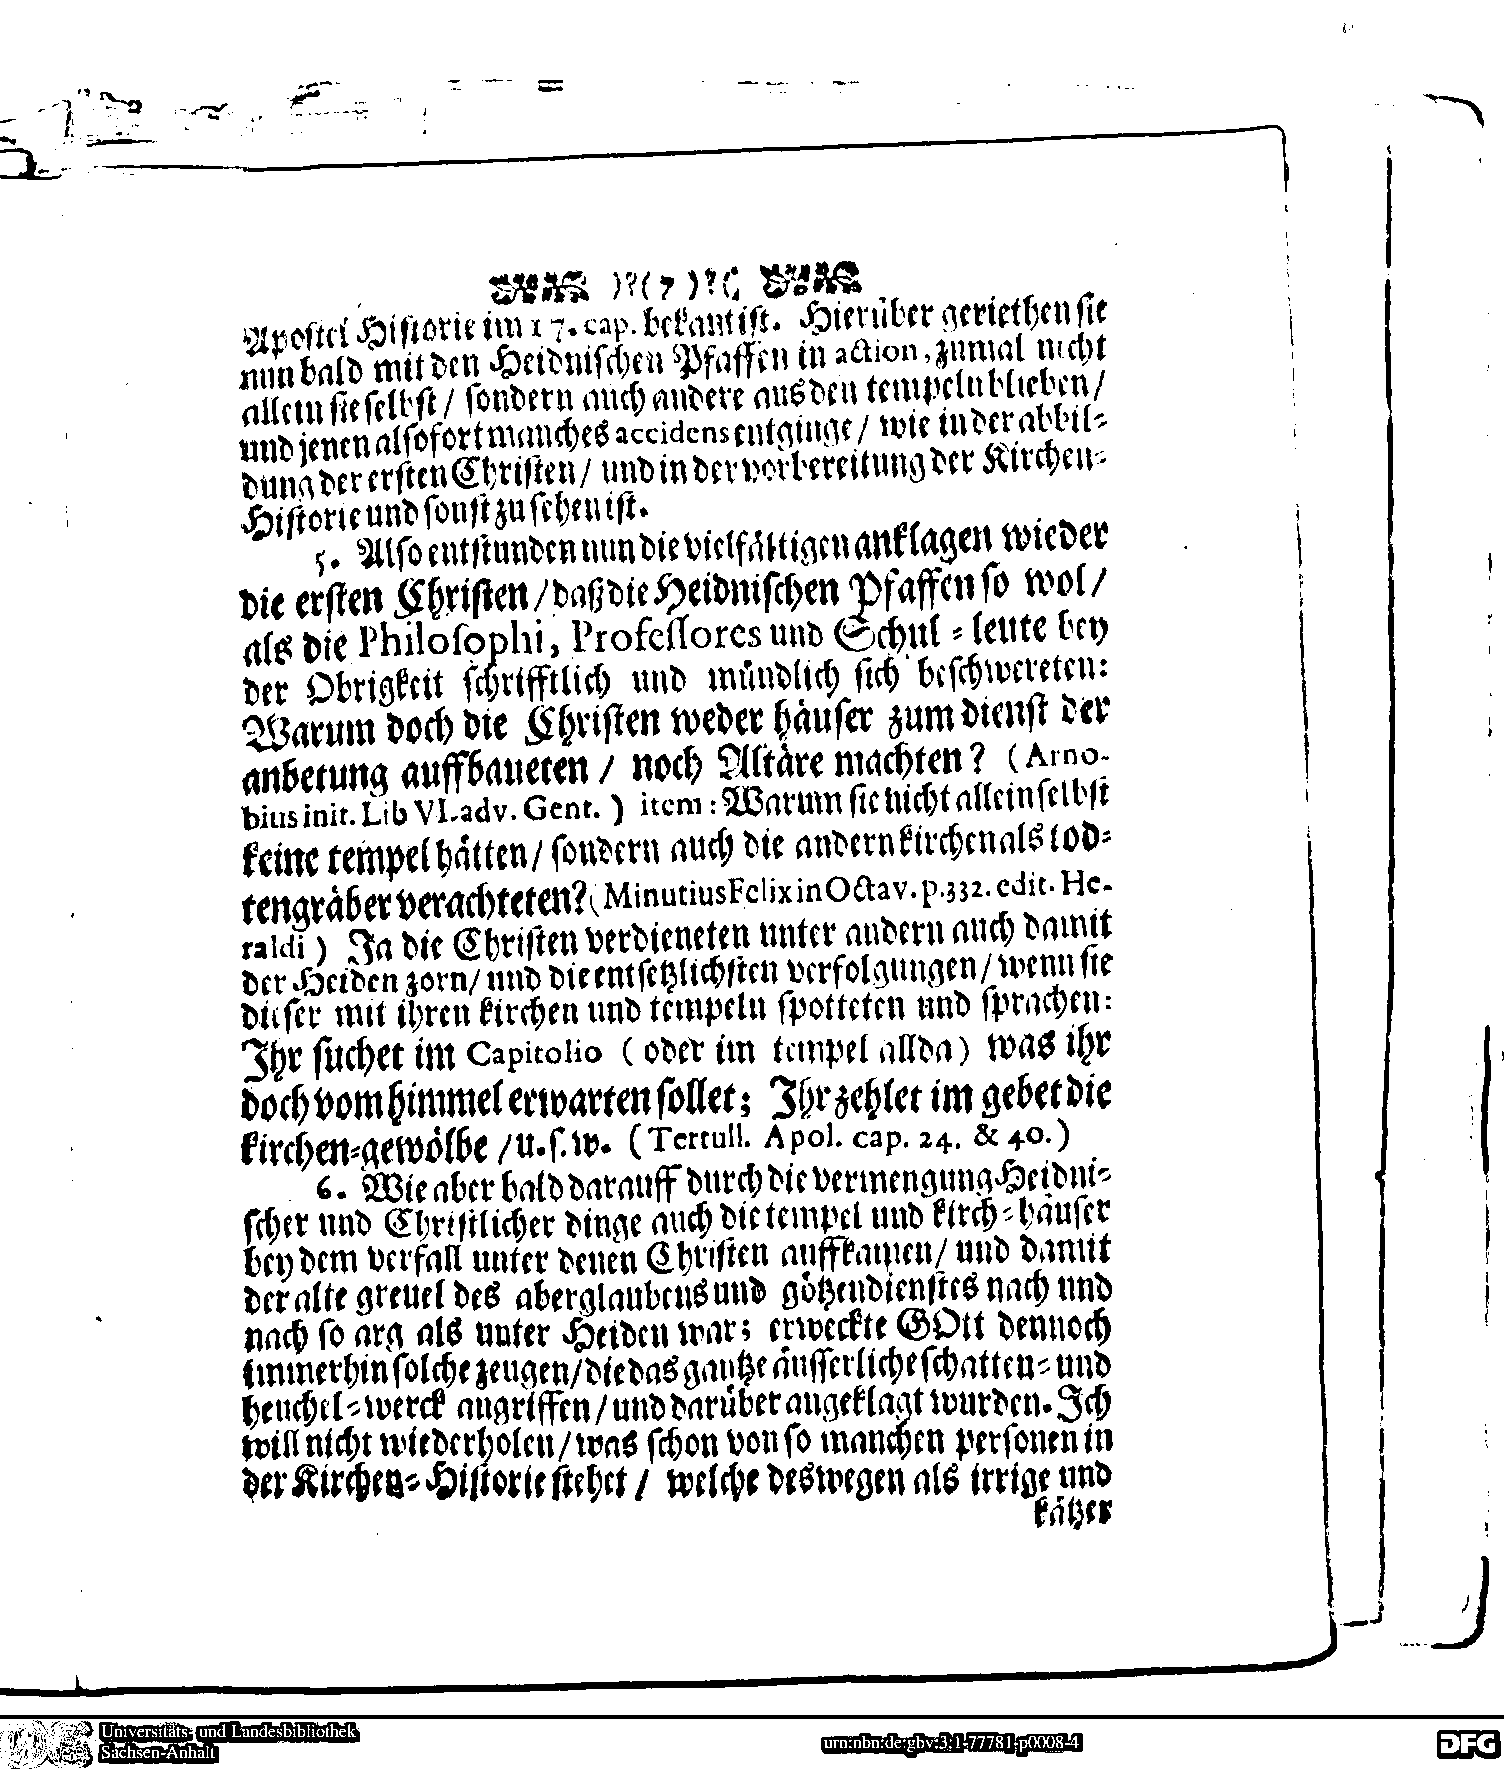 )?( 7 )?(
Apostel Historie im 17. cap. bekant ist. Hierüber geriethen sie
nun bald mit den Heidnischen Pfaffen in action, zumal nicht
allein sie selbst / sondern auch andere aus den tempeln blieben /
und jenen alsofort manches accidens entginge / wie in der abbil-
dung der ersten Christen / und in der vorbereitung der Kirchen-
Historie und sonst zu sehen ist.
5. Also entstunden nun die vielfältigen anklagen wieder
die ersten Christen / daß die Heidnischen Pfaffen so wol /
als die Philosophi, Professores und Schul-leute bey
der Obrigkeit schrifftlich und mündlich sich beschwereten:
Warum doch die Christen weder häuser zum dienst der
anbetung auffbaueten / noch Altäre machten? (Arno-
bius init. Lib VI. adv. Gent. ) item: Warum sie nicht allein selbst
keine tempel hätten / sondern auch die andern kirchen als tod-
tengräber verachteten? (Minutius Felix in Octav. p. 332. edit. He-
raldi ) Ja die Christen verdieneten unter andern auch damit
der Heiden zorn / und die entsetzlichsten verfolgungen / wenn sie
dieser mit ihren kirchen und tempeln spotteten und sprachen:
Ihr suchet im Capitolio ( oder im tempel allda) was ihr
doch vom himmel erwarten sollet; Ihr zehlet im gebet die
kirchen-gewölbe / u. s. w. (Tertull. Apol. cap. 24. & 40.)
6. Wie aber bald darauff durch die vermengung Heidni-
scher und Christlicher dinge auch die tempel und kirch-häuser
bey dem verfall unter denen Christen auffkamen / und damit
der alte greuel des aberglaubens und götzendienstes nach und
nach so arg als unter Heiden war; erweckte GOtt dennoch
immerhin solche zeugen / die das gantze äusserliche schatten- und
heuchel-werck angriffen / und darüber angeklagt wurden. Ich
will nicht wiederholen / was schon von so manchen personen in
der Kirchen-Historie stehet / welche deswegen als irrige und
kätzer
Universitäts- und Landesbibliothek
Sachsen-Anhalt
urn:nbn:de:gbv:3:1-77781-p0008-4
DFG